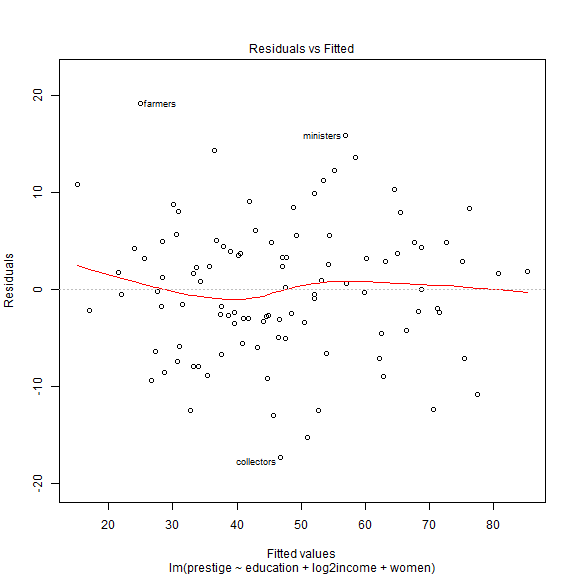 Residuals vs Fitted
Residuals
20
10
0
-10
-20
farmers
ministers
collectors
20 30 40 50 60 70 80
Fitted values
lm(prestige ~ education + log2income + women)